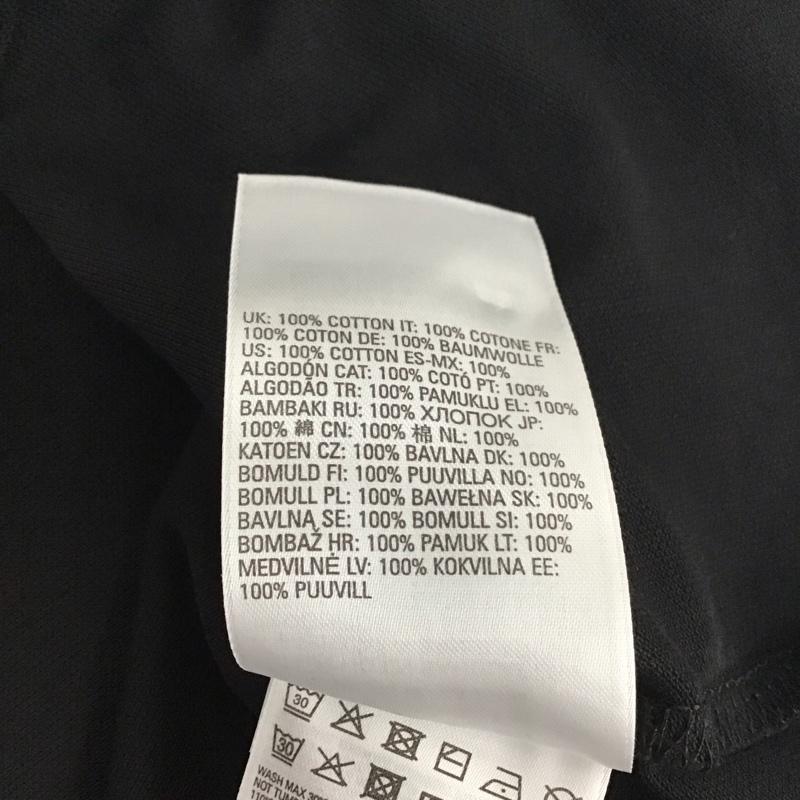 UK: 100% COTTON IT: 100% COTONE FR:
100% COTON DE: 100% BAUMWOLLE
US: 100% COTTON ES-MX: 100%
ALGODÓN CAT: 100% COTÓ PT: 100%
ALGODÃO TR: 100% PAMUKLU EL: 100%
BAMBAKI RU: 100% ХЛОПОК JP:
100% 綿 CN: 100% 棉 NL: 100%
KATOEN CZ: 100% BAVLNA DK: 100%
BOMULD FI: 100% PUUVILLA NO: 100%
BOMULL PL: 100% BAWEŁNA SK: 100%
BAVLNA SE: 100% BOMULL SI: 100%
BOMBAŽ HR: 100% PAMUK LT: 100%
MEDVILNĖ LV: 100% KOKVILNA EE:
100% PUUVILL
30
30
WASH MAX
NOT